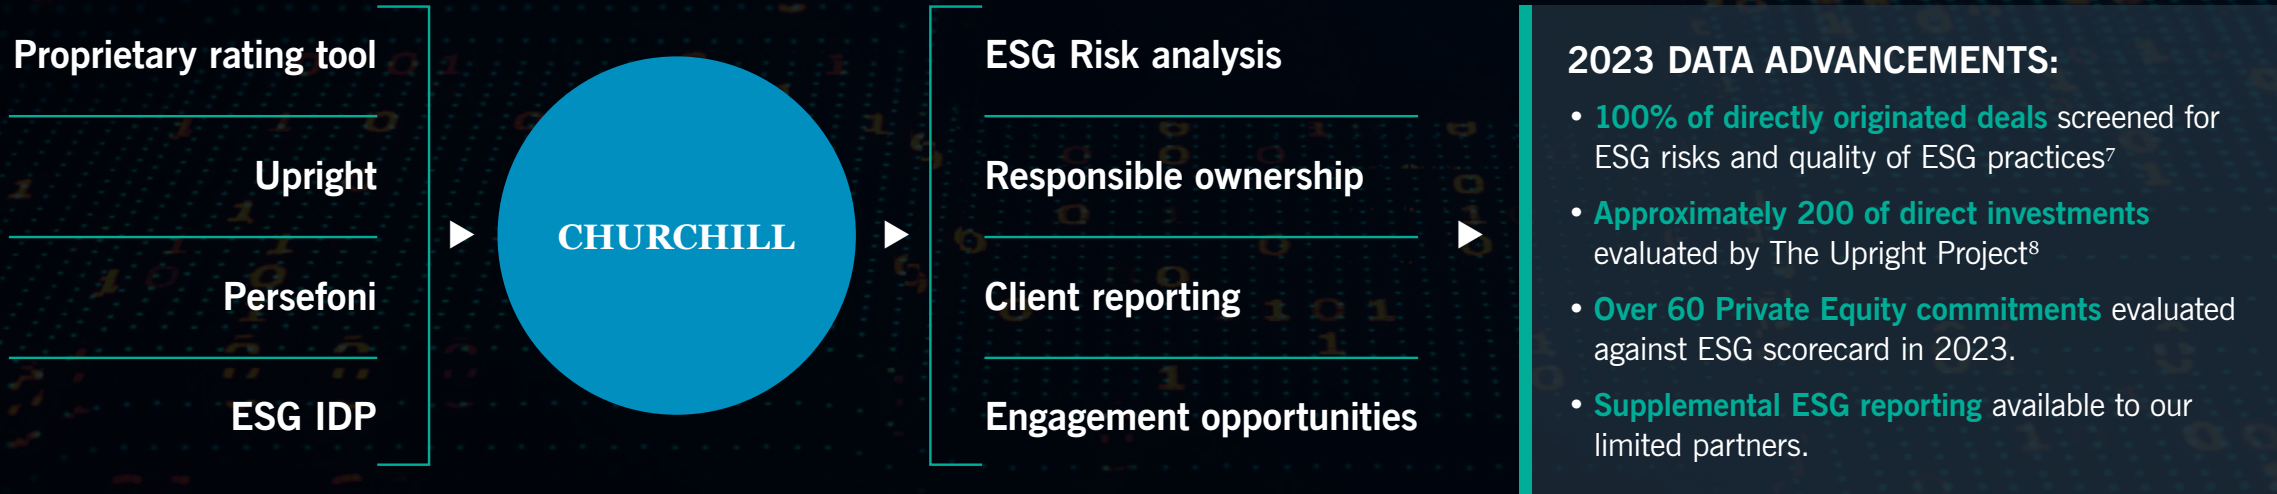 Proprietary rating tool
Upright
Persefoni
ESG IDP
CHURCHILL
ESG Risk analysis
Responsible ownership
Client reporting
Engagement opportunities
2023 DATA ADVANCEMENTS:
• 100% of directly originated deals screened for
ESG risks and quality of ESG practices⁷
• Approximately 200 of direct investments
evaluated by The Upright Project⁸
• Over 60 Private Equity commitments evaluated
against ESG scorecard in 2023.
• Supplemental ESG reporting available to our
limited partners.